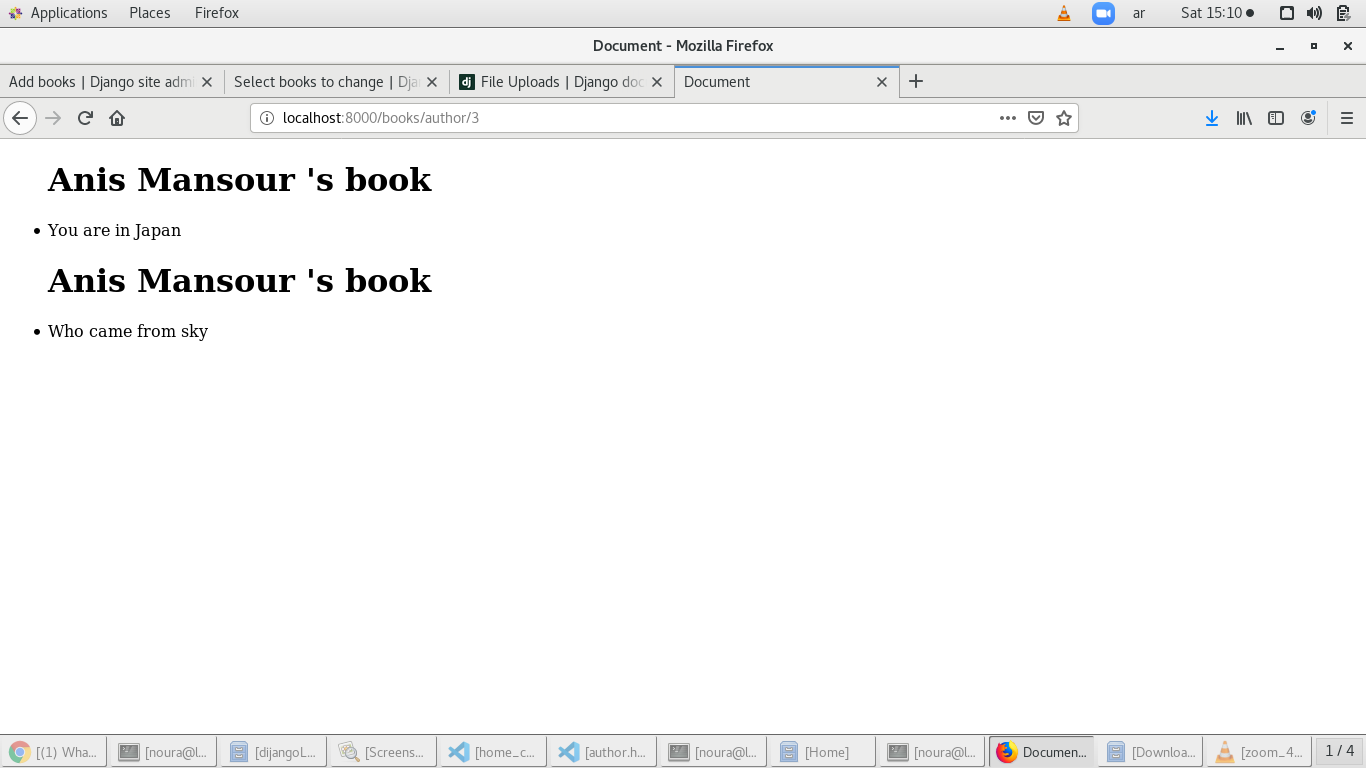 Applications Places Firefox ar Sat 15:10
Document - Mozilla Firefox
Add books | Django site admi Select books to change | Dja dj File Uploads | Django doc Document
localhost:8000/books/author/3
Anis Mansour 's book
• You are in Japan
Anis Mansour 's book
• Who came from sky
[(1) Wha... [noura@l... [dijangoL... [Screens... [home_c... [author.h... [noura@l... [Home] [noura@l... Documen... [Downloa... [zoom_4... 1 / 4